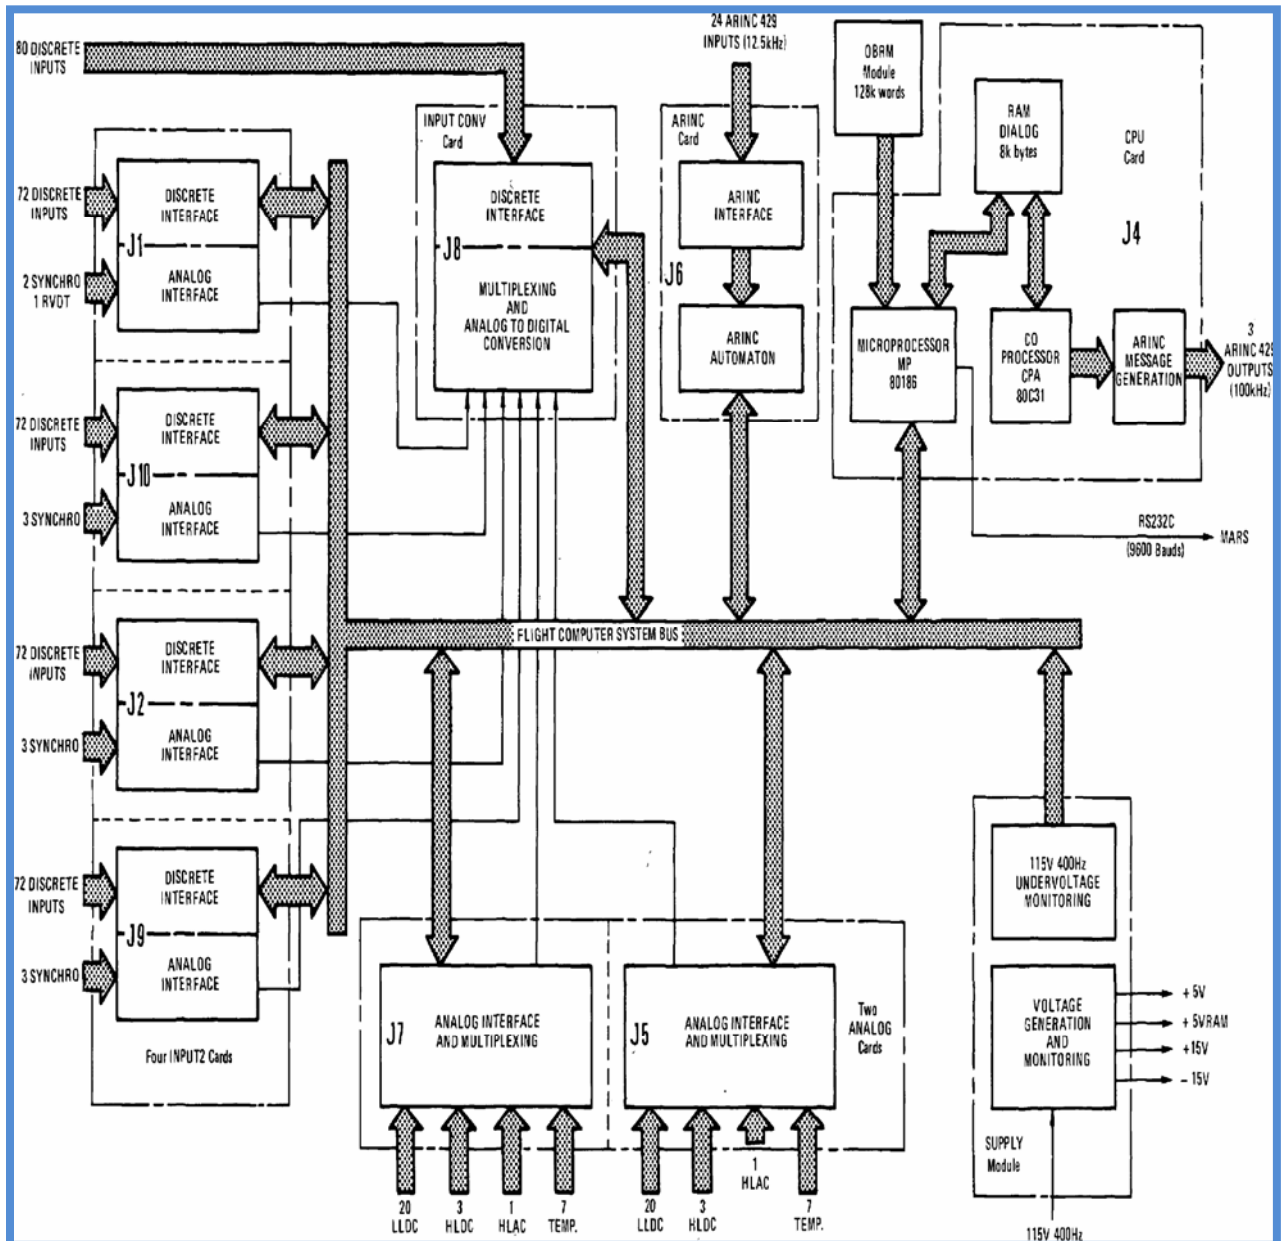 80 DISCRETE
INPUTS
24 ARINC 429
INPUTS (12.5kHz)
OBRM
Module
128k words
RAM
DIALOG
8k bytes
CPU
Card
J4
INPUT CONV
Card
DISCRETE
INTERFACE
J8
MULTIPLEXING
AND
ANALOG TO DIGITAL
CONVERSION
ARINC
Card
ARINC
INTERFACE
J6
ARINC
AUTOMATON
MICROPROCESSOR
MP
80186
CO
PROCESSOR
CPA
80C31
ARINC
MESSAGE
GENERATION
3
ARINC 429
OUTPUTS
(100kHz)
RS232C
(9600 Bauds)
MARS
72 DISCRETE
INPUTS
DISCRETE
INTERFACE
J1
2 SYNCHRO
1 RVDT
ANALOG
INTERFACE
72 DISCRETE
INPUTS
DISCRETE
INTERFACE
J10
3 SYNCHRO
ANALOG
INTERFACE
72 DISCRETE
INPUTS
DISCRETE
INTERFACE
J2
3 SYNCHRO
ANALOG
INTERFACE
72 DISCRETE
INPUTS
DISCRETE
INTERFACE
J9
3 SYNCHRO
ANALOG
INTERFACE
Four INPUT2 Cards
FLIGHT COMPUTER SYSTEM BUS
J7
ANALOG INTERFACE
AND MULTIPLEXING
J5
ANALOG INTERFACE
AND MULTIPLEXING
Two
ANALOG
Cards
20
LLDC
3
HLDC
1
HLAC
7
TEMP.
20
LLDC
3
HLDC
1
HLAC
7
TEMP.
115V 400Hz
UNDERVOLTAGE
MONITORING
VOLTAGE
GENERATION
AND
MONITORING
+ 5V
+ 5VRAM
+15V
- 15V
SUPPLY
Module
115V 400Hz